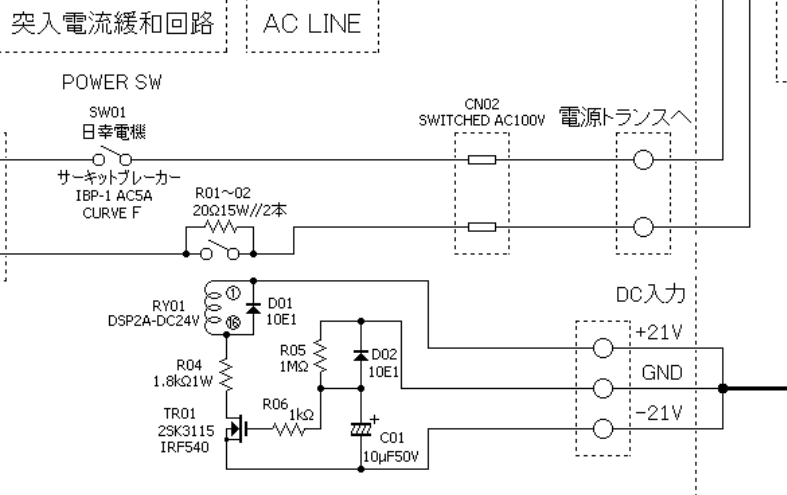 突入電流緩和回路
AC LINE
POWER SW
SW01
日幸電機
サーキットブレーカー
IBP-1 AC5A
CURVE F
CN02
SWITCHED AC100V
電源トランスへ
R01～02
20Ω15W//2本
DC入力
RY01
DSP2A-DC24V
①
⑯
D01
10E1
+21V
R05
1MΩ
D02
10E1
GND
R04
1.8kΩ1W
R06
1kΩ
-21V
TR01
2SK3115
IRF540
+
C01
10μF50V